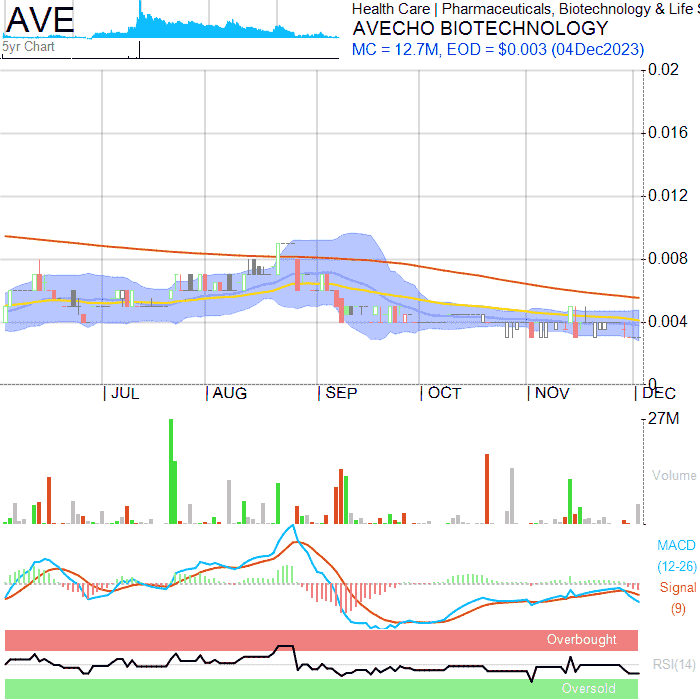 AVE
5yr Chart
Health Care | Pharmaceuticals, Biotechnology & Life S
AVECHO BIOTECHNOLOGY
MC = 12.7M, EOD = $0.003 (04Dec2023)
0.02
0.016
0.012
0.008
0.004
0
JUL AUG SEP OCT NOV DEC
27M
Volume
MACD
(12-26)
Signal
(9)
Overbought
RSI(14)
Oversold